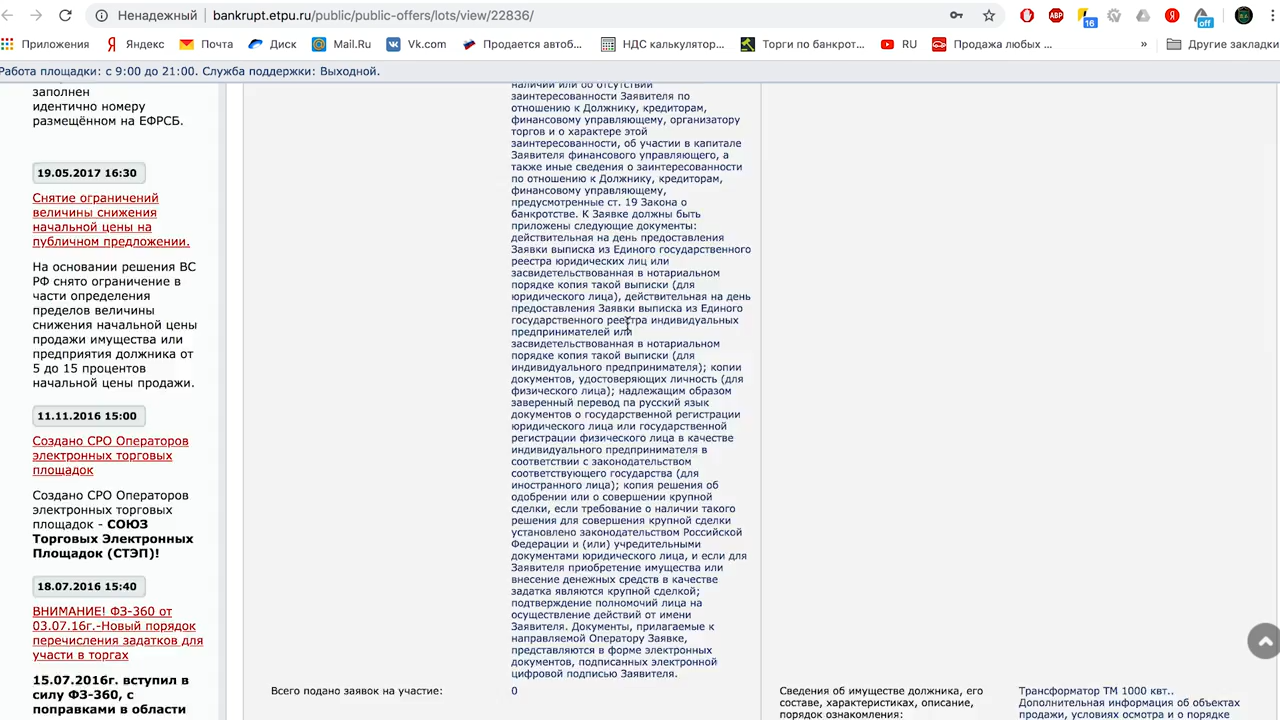 Ненадежный
bankrupt.etpu.ru/public/public-offers/lots/view/22836/
ABP
16
off
Приложения
Яндекс
Почта
Диск
Mail.Ru
Vk.com
Продается автоб...
НДС калькулятор...
Торги по банкрот...
RU
Продажа любых ...
»
Другие закладки
Работа площадки: с 9:00 до 21:00. Служба поддержки: Выходной.
заполнен
идентично номеру
размещённом на ЕФРСБ.
19.05.2017 16:30
Снятие ограничений
величины снижения
начальной цены на
публичном предложении.
На основании решения ВС
РФ снято ограничение в
части определения
пределов величины
снижения начальной цены
продажи имущества или
предприятия должника от
5 до 15 процентов
начальной цены продажи.
11.11.2016 15:00
Создано СРО Операторов
электронных торговых
площадок
Создано СРО Операторов
электронных торговых
площадок - СОЮЗ
Торговых Электронных
Площадок (СТЭП)!
18.07.2016 15:40
ВНИМАНИЕ! ФЗ-360 от
03.07.16г.-Новый порядок
перечисления задатков для
участи в торгах
15.07.2016г. вступил в
силу ФЗ-360, с
поправками в области
наличии или об отсутствии
заинтересованности Заявителя по
отношению к Должнику, кредиторам,
финансовому управляющему, организатору
торгов и о характере этой
заинтересованности, об участии в капитале
Заявителя финансового управляющего, а
также иные сведения о заинтересованности
по отношению к Должнику, кредиторам,
финансовому управляющему,
предусмотренные ст. 19 Закона о
банкротстве. К Заявке должны быть
приложены следующие документы:
действительная на день предоставления
Заявки выписка из Единого государственного
реестра юридических лиц или
засвидетельствованная в нотариальном
порядке копия такой выписки (для
юридического лица), действительная на день
предоставления Заявки выписка из Единого
государственного реестра индивидуальных
предпринимателей или
засвидетельствованная в нотариальном
порядке копия такой выписки (для
индивидуального предпринимателя); копии
документов, удостоверяющих личность (для
физического лица); надлежащим образом
заверенный перевод па русский язык
документов о государственной регистрации
юридического лица или государственной
регистрации физического лица в качестве
индивидуального предпринимателя в
соответствии с законодательством
соответствующего государства (для
иностранного лица); копия решения об
одобрении или о совершении крупной
сделки, если требование о наличии такого
решения для совершения крупной сделки
установлено законодательством Российской
Федерации и (или) учредительными
документами юридического лица, и если для
Заявителя приобретение имущества или
внесение денежных средств в качестве
задатка являются крупной сделкой;
подтверждение полномочий лица на
осуществление действий от имени
Заявителя. Документы, прилагаемые к
направляемой Оператору Заявке,
представляются в форме электронных
документов, подписанных электронной
цифровой подписью Заявителя.
Всего подано заявок на участие:
0
Сведения об имуществе должника, его
составе, характеристиках, описание,
порядок ознакомления:
Трансформатор ТМ 1000 квт..
Дополнительная информация об объектах
продажи, условиях осмотра и о порядке